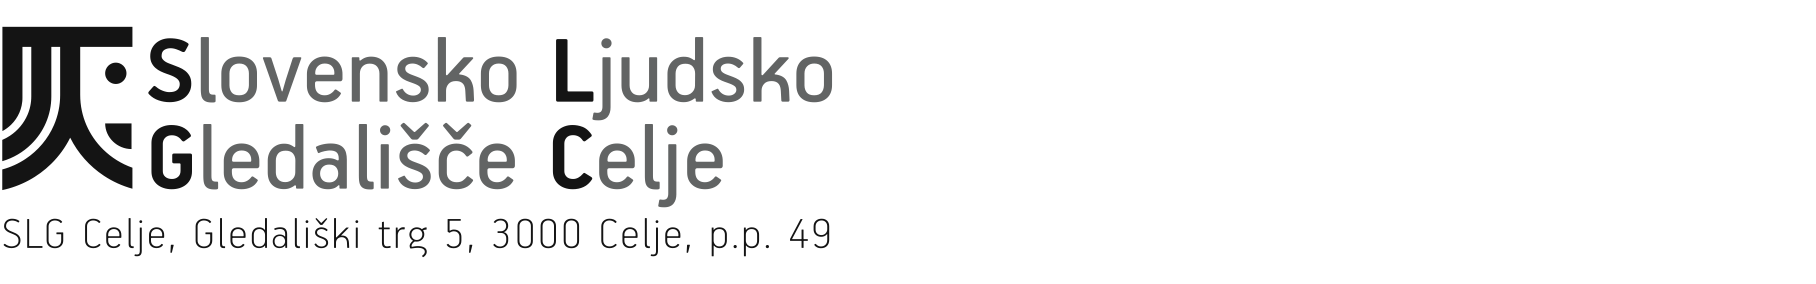 Slovensko Ljudsko
Gledališče Celje
SLG Celje, Gledališki trg 5, 3000 Celje, p.p. 49